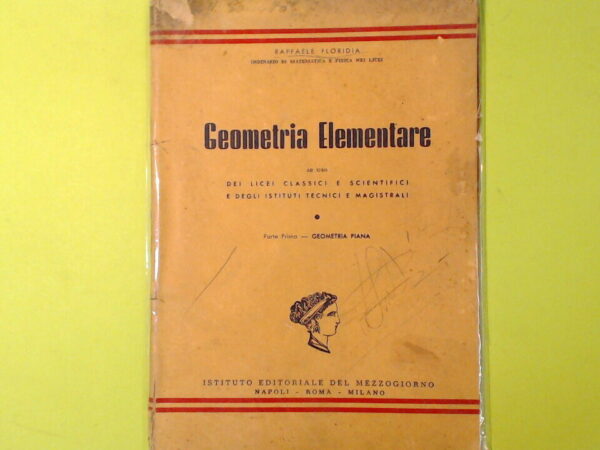 RAFFAELE FLORIDIA
ORDINARIO DI MATEMATICA E FISICA NEI LICEI
Geometria Elementare
AD USO
DEI LICEI CLASSICI E SCIENTIFICI
E DEGLI ISTITUTI TECNICI E MAGISTRALI
Parte Prima — GEOMETRIA PIANA
ISTITUTO EDITORIALE DEL MEZZOGIORNO
NAPOLI - ROMA - MILANO